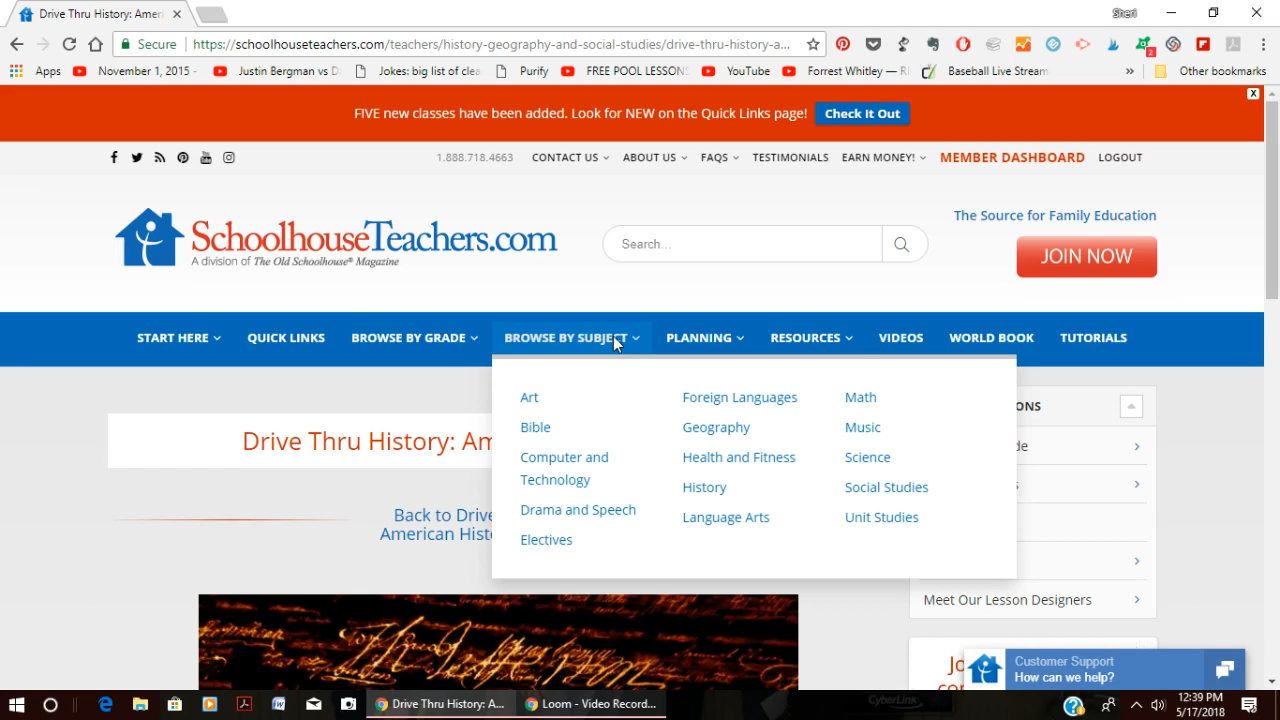 Drive Thru History: Ameri
Sheri
Secure
https://schoolhouseteachers.com/teachers/history-geography-and-social-studies/drive-thru-history-a...
2
Apps
November 1, 2015 -
Justin Bergman vs
Jokes: big list of clea
Purify
FREE POOL LESSONS
YouTube
Forrest Whitley —
Baseball Live Stream
»
Other bookmarks
FIVE new classes have been added. Look for NEW on the Quick Links page!
Check It Out
X
1.888.718.4663
CONTACT US
ABOUT US
FAQS
TESTIMONIALS
EARN MONEY!
MEMBER DASHBOARD
LOGOUT
SchoolhouseTeachers.com
A division of The Old Schoolhouse® Magazine
Search...
The Source for Family Education
JOIN NOW
START HERE
QUICK LINKS
BROWSE BY GRADE
BROWSE BY SUBJECT
PLANNING
RESOURCES
VIDEOS
WORLD BOOK
TUTORIALS
Art
Bible
Computer and
Technology
Drama and Speech
Electives
Foreign Languages
Geography
Health and Fitness
History
Language Arts
Math
Music
Science
Social Studies
Unit Studies
Drive Thru History: Am
Back to Drive
American Hist
ONS
de
s
Meet Our Lesson Designers
Customer Support
How can we help?
Drive Thru History: A...
Loom - Video Record...
CyberLink
12:39 PM
5/17/2018